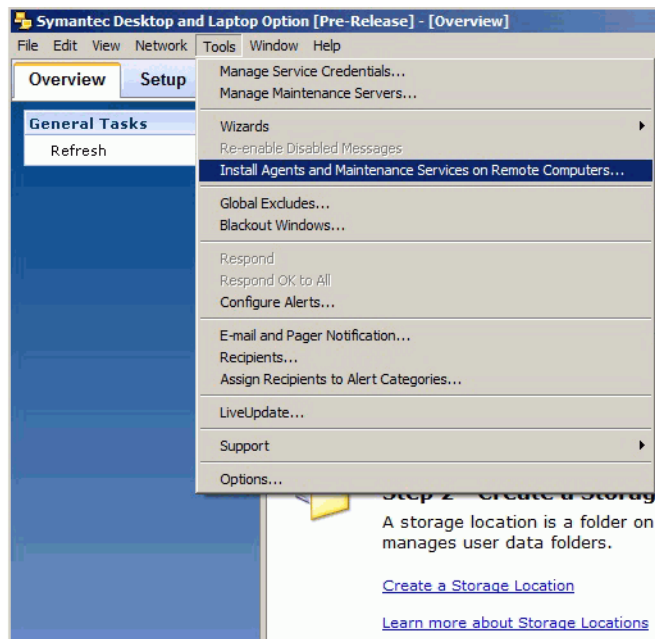 Symantec Desktop and Laptop Option [Pre-Release] - [Overview]
File Edit View Network Tools Window Help
Overview Setup
General Tasks
Refresh
Manage Service Credentials...
Manage Maintenance Servers...
Wizards
Re-enable Disabled Messages
Install Agents and Maintenance Services on Remote Computers...
Global Excludes...
Blackout Windows...
Respond
Respond OK to All
Configure Alerts...
E-mail and Pager Notification...
Recipients...
Assign Recipients to Alert Categories...
LiveUpdate...
Support
Options...
Step 2 - Create a Storag
A storage location is a folder on
manages user data folders.
Create a Storage Location
Learn more about Storage Locations